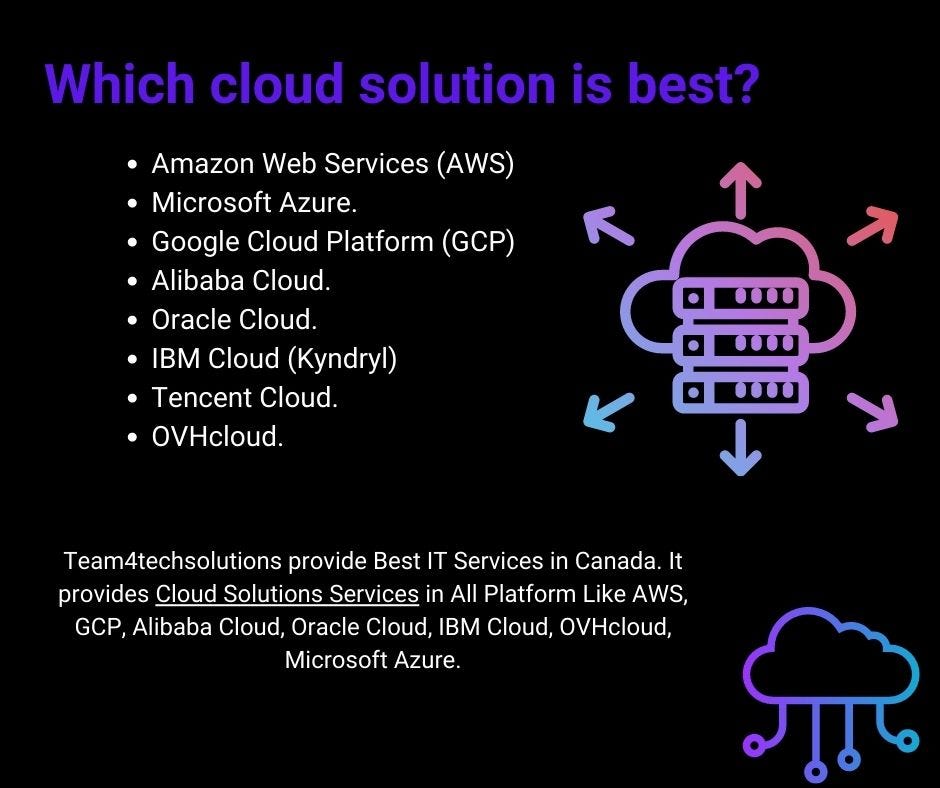 Which cloud solution is best?
• Amazon Web Services (AWS)
• Microsoft Azure.
• Google Cloud Platform (GCP)
• Alibaba Cloud.
• Oracle Cloud.
• IBM Cloud (Kyndryl)
• Tencent Cloud.
• OVHcloud.
Team4techsolutions provide Best IT Services in Canada. It
provides Cloud Solutions Services in All Platform Like AWS,
GCP, Alibaba Cloud, Oracle Cloud, IBM Cloud, OVHcloud,
Microsoft Azure.